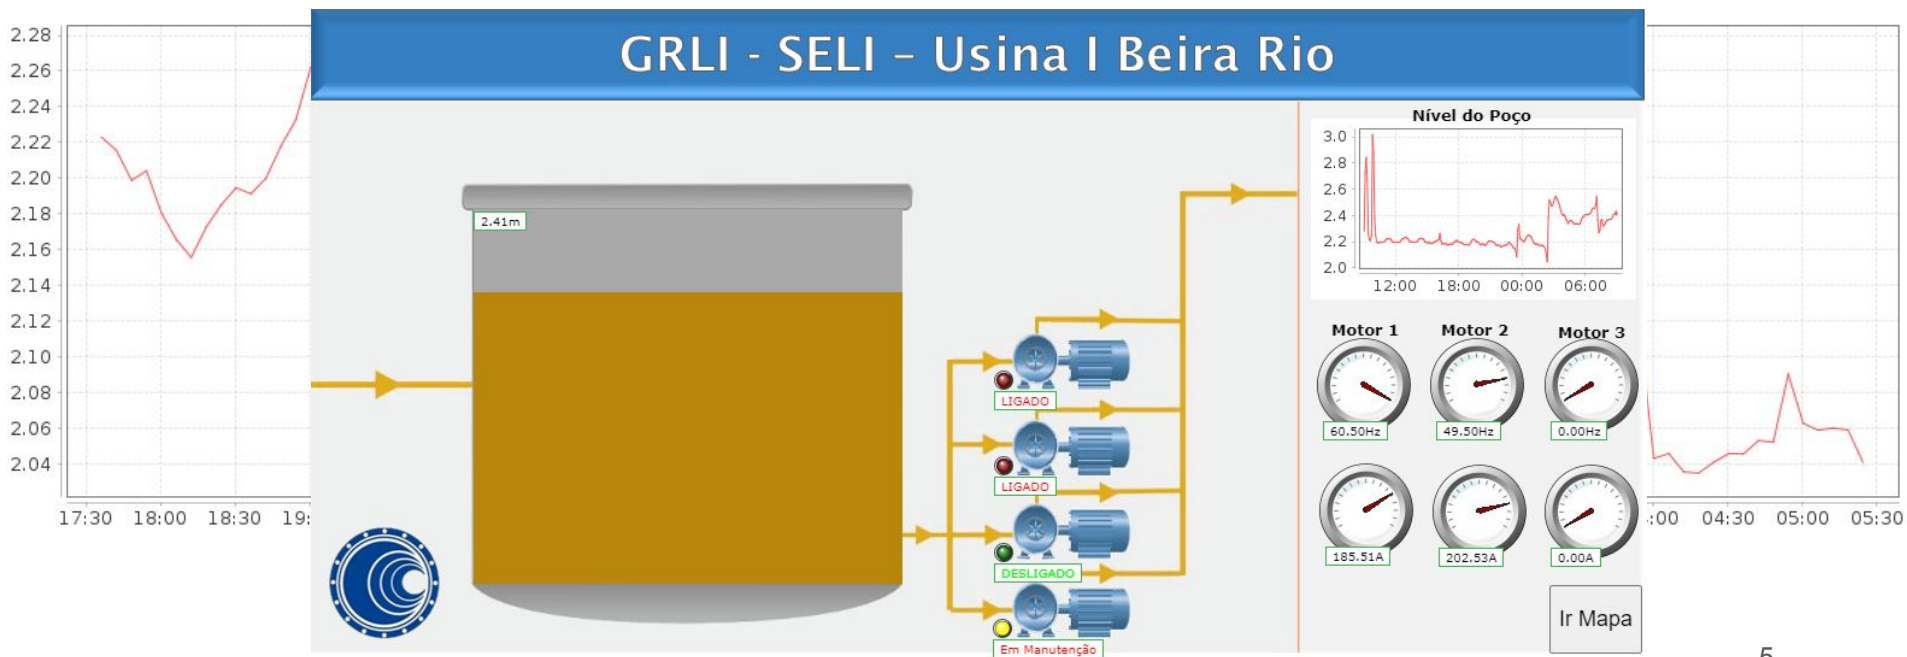 GRLI - SELI – Usina I Beira Rio
2.28
2.26
2.24
2.22
2.20
2.18
2.16
2.14
2.12
2.10
2.08
2.06
2.04
17:30 18:00 18:30 19:
2.41m
LIGADO
LIGADO
DESLIGADO
Em Manutenção
Nível do Poço
3.0
2.8
2.6
2.4
2.2
2.0
12:00 18:00 00:00 06:00
Motor 1 Motor 2 Motor 3
60.50Hz 49.50Hz 0.00Hz
185.51A 202.53A 0.00A
Ir Mapa
:00 04:30 05:00 05:30